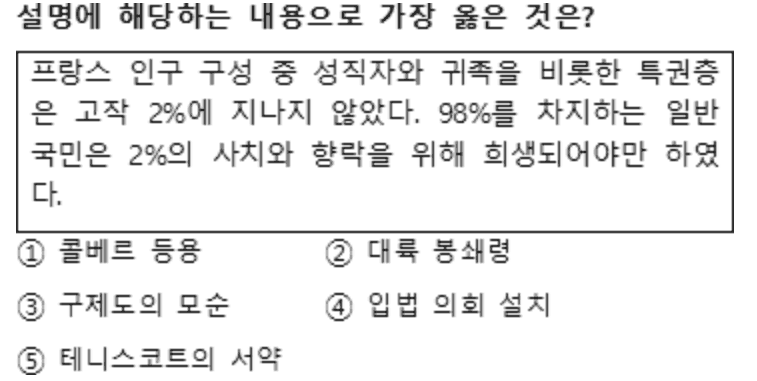 설명에 해당하는 내용으로 가장 옳은 것은?
프랑스 인구 구성 중 성직자와 귀족을 비롯한 특권층
은 고작 2%에 지나지 않았다. 98%를 차지하는 일반
국민은 2%의 사치와 향락을 위해 희생되어야만 하였
다.
① 콜베르 등용 ② 대륙 봉쇄령
③ 구제도의 모순 ④ 입법 의회 설치
⑤ 테니스코트의 서약